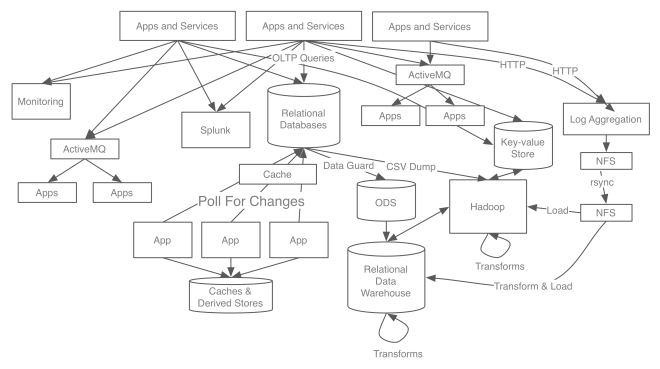 Apps and Services
Apps and Services
Apps and Services
OLTP Queries
HTTP
HTTP
ActiveMQ
Monitoring
Splunk
Relational
Databases
Apps
Apps
Log Aggregation
ActiveMQ
Key-value
Store
NFS
Apps
Apps
Cache
Data Guard
CSV Dump
rsync
Poll For Changes
ODS
Hadoop
Load
NFS
App
App
App
Transforms
Caches &
Derived Stores
Relational
Data
Warehouse
Transform & Load
Transforms